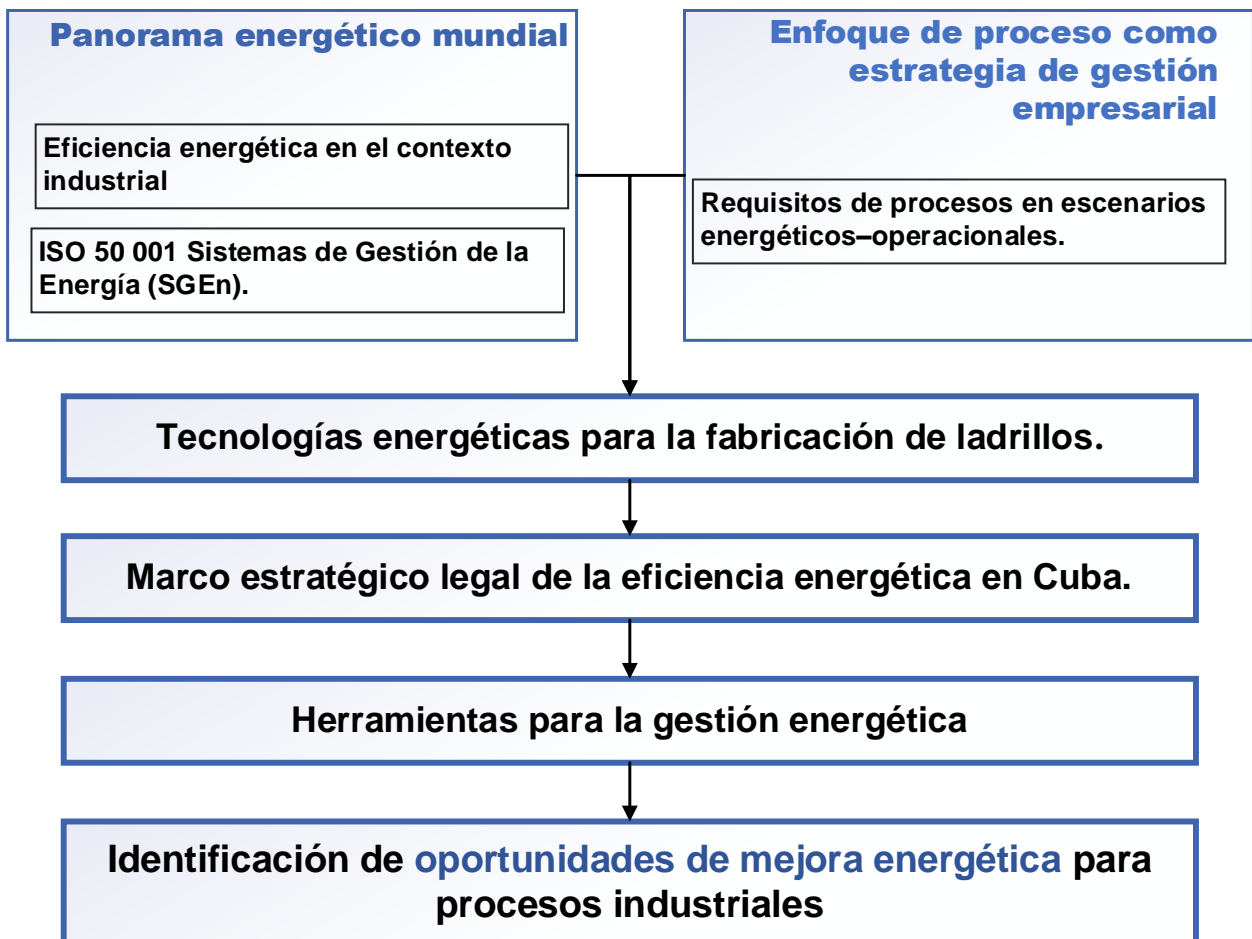 Panorama energético mundial
Eficiencia energética en el contexto
industrial
ISO 50 001 Sistemas de Gestión de la
Energía (SGEn).
Enfoque de proceso como
estrategia de gestión
empresarial
Requisitos de procesos en escenarios
energéticos–operacionales.
Tecnologías energéticas para la fabricación de ladrillos.
Marco estratégico legal de la eficiencia energética en Cuba.
Herramientas para la gestión energética
Identificación de oportunidades de mejora energética para
procesos industriales